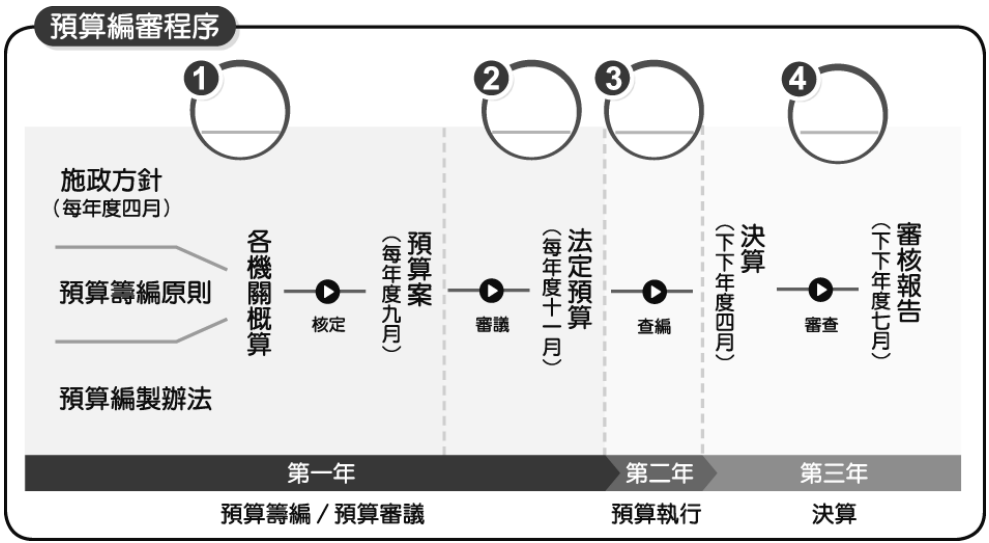 預算編審程序
1
2
3
4
施政方針
（每年度四月）
預算籌編原則
預算編製辦法
各機關概算
核定
預算案
（每年度九月）
審議
法定預算
（每年度十一月）
查編
決算
（下下年度四月）
審查
審核報告
（下下年度七月）
第一年
第二年
第三年
預算籌編 / 預算審議
預算執行
決算